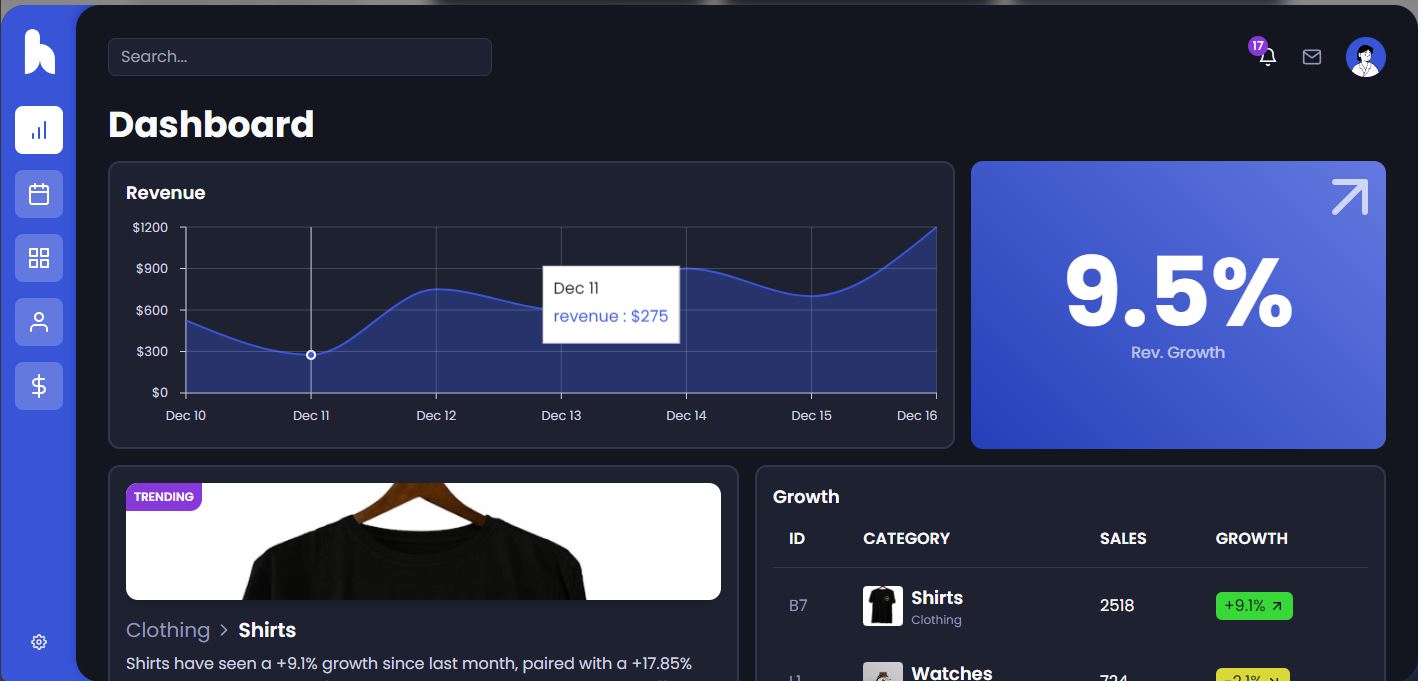 Search...
17
Dashboard
Revenue
$1200
$900
$600
$300
$0
Dec 11
revenue : $275
Dec 10 Dec 11 Dec 12 Dec 13 Dec 14 Dec 15 Dec 16
9.5%
Rev. Growth
TRENDING
Clothing > Shirts
Shirts have seen a +9.1% growth since last month, paired with a +17.85%
Growth
ID CATEGORY SALES GROWTH
B7 Shirts 2518 +9.1%
Clothing
Watches